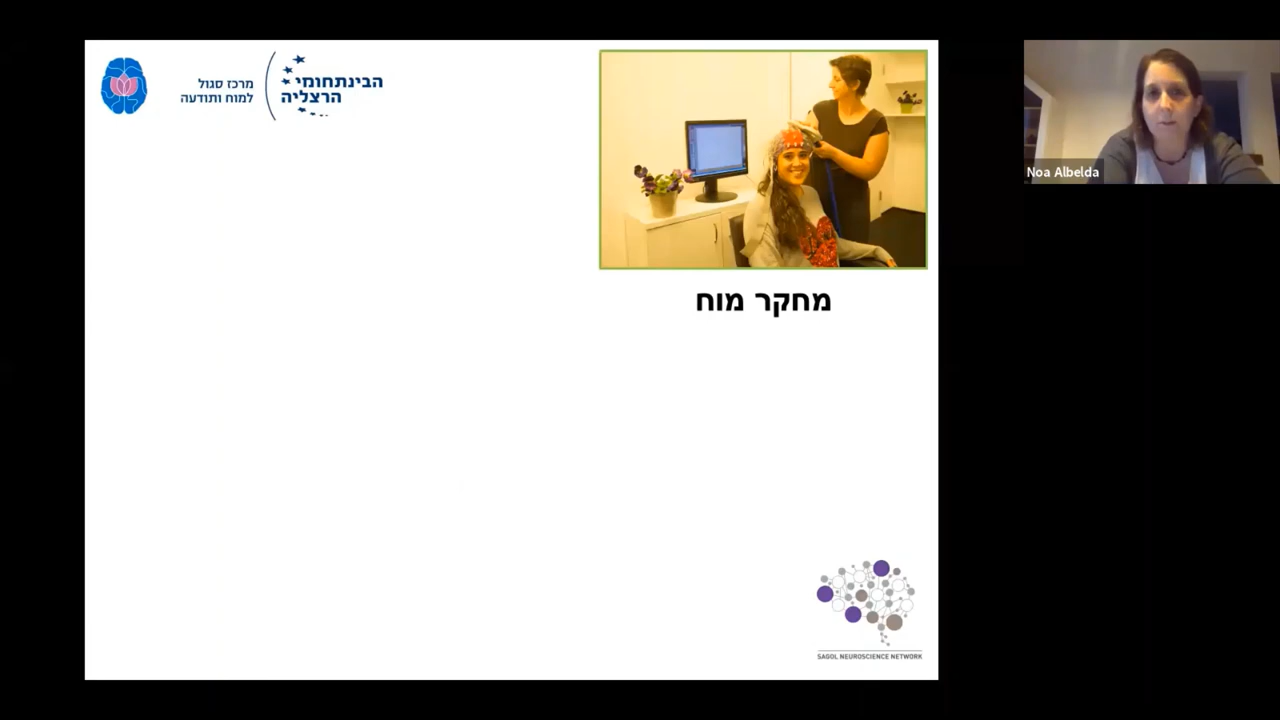 הבינתחומי
הרצליה
מרכז סגול
למוח ותודעה
מחקר מוח
SAGOL NEUROSCIENCE NETWORK
Noa Albelda